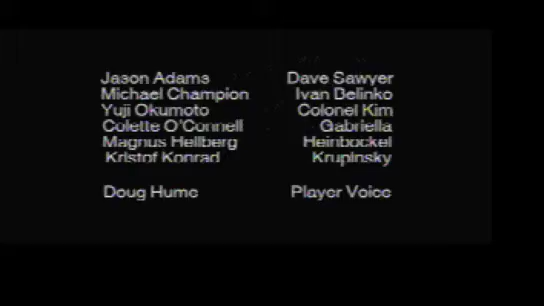 Jason Adams Dave Sawyer
Michael Champion Ivan Belinko
Yuji Okumoto Colonel Kim
Colette O'Connell Gabriella
Magnus Hellberg Heinbockel
Kristof Konrad Krupinsky
Doug Hume Player Voice